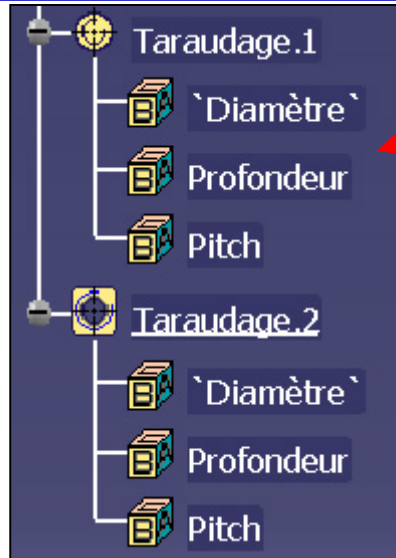 Taraudage.1
`Diamètre`
Profondeur
Pitch
Taraudage.2
`Diamètre`
Profondeur
Pitch